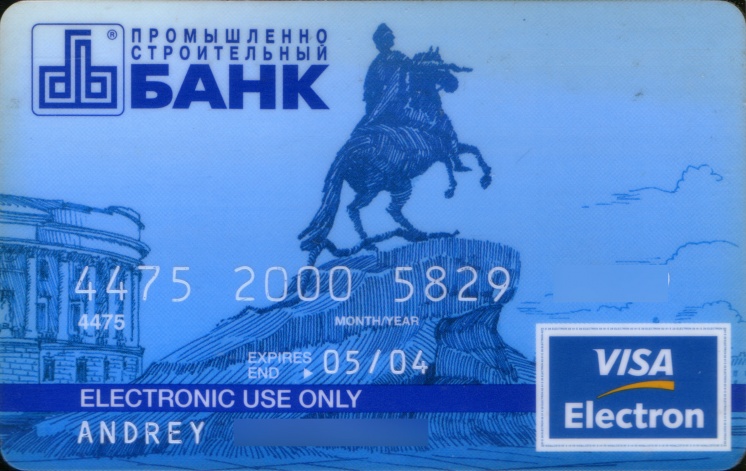 ®
ПРОМЫШЛЕННО
СТРОИТЕЛЬНЫЙ
БАНК
4475 2000 5829
4475
MONTH/YEAR
EXPIRES
END
05/04
ELECTRONIC USE ONLY
ANDREY
VISA
Electron